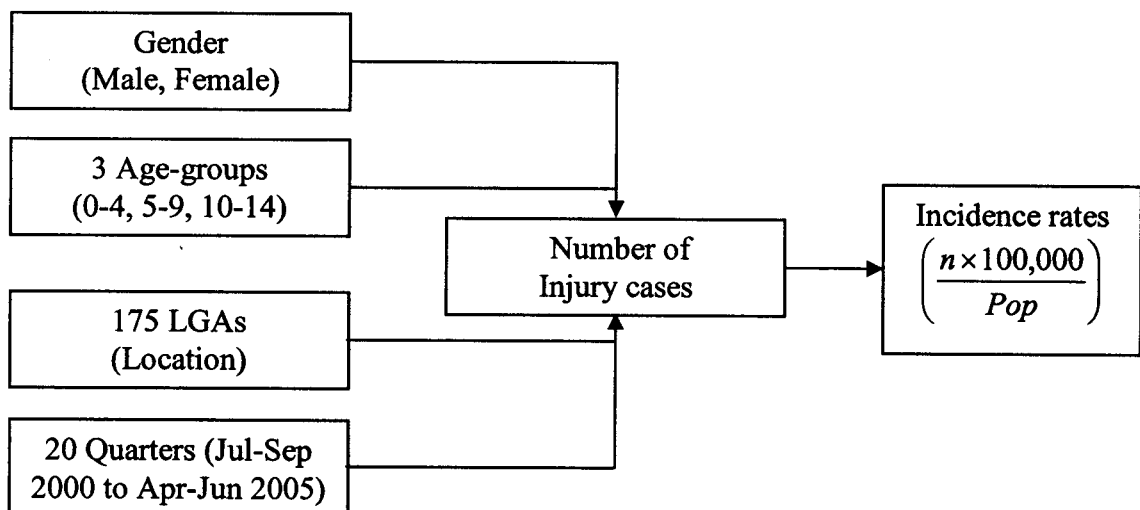 Gender
(Male, Female)
3 Age-groups
(0-4, 5-9, 10-14)
175 LGAs
(Location)
20 Quarters (Jul-Sep
2000 to Apr-Jun 2005)
Number of
Injury cases
Incidence rates
(n × 100,000
Pop)